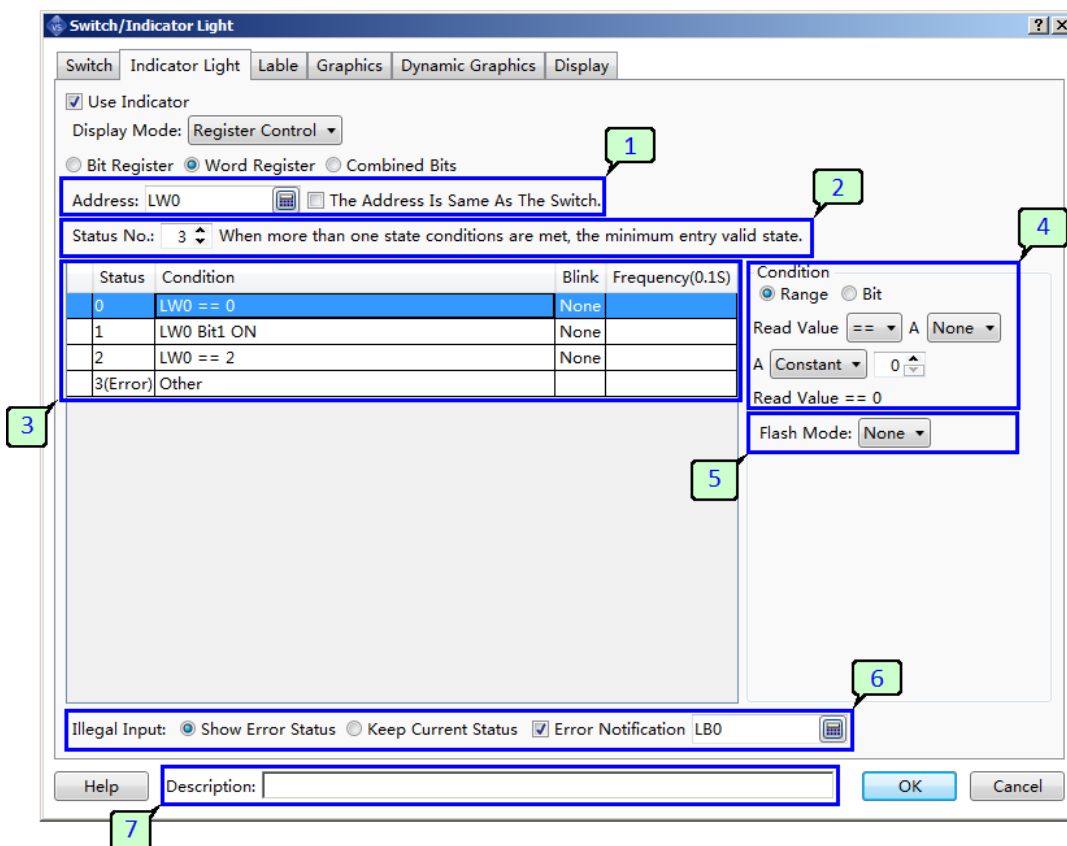 Switch/Indicator Light
Switch Indicator Light Lable Graphics Dynamic Graphics Display
Use Indicator
Display Mode: Register Control
1
Bit Register Word Register Combined Bits
2
Address: LW0 The Address Is Same As The Switch.
4
Status No.: 3 When more than one state conditions are met, the minimum entry valid state.
Status Condition Blink Frequency(0.1S)
0 LW0 == 0 None
1 LW0 Bit1 ON None
2 LW0 == 2 None
3(Error) Other
3
Condition
Range Bit
Read Value == A None
A Constant 0
Read Value == 0
Flash Mode: None
5
6
Illegal Input: Show Error Status Keep Current Status Error Notification LB0
Help Description: OK Cancel
7